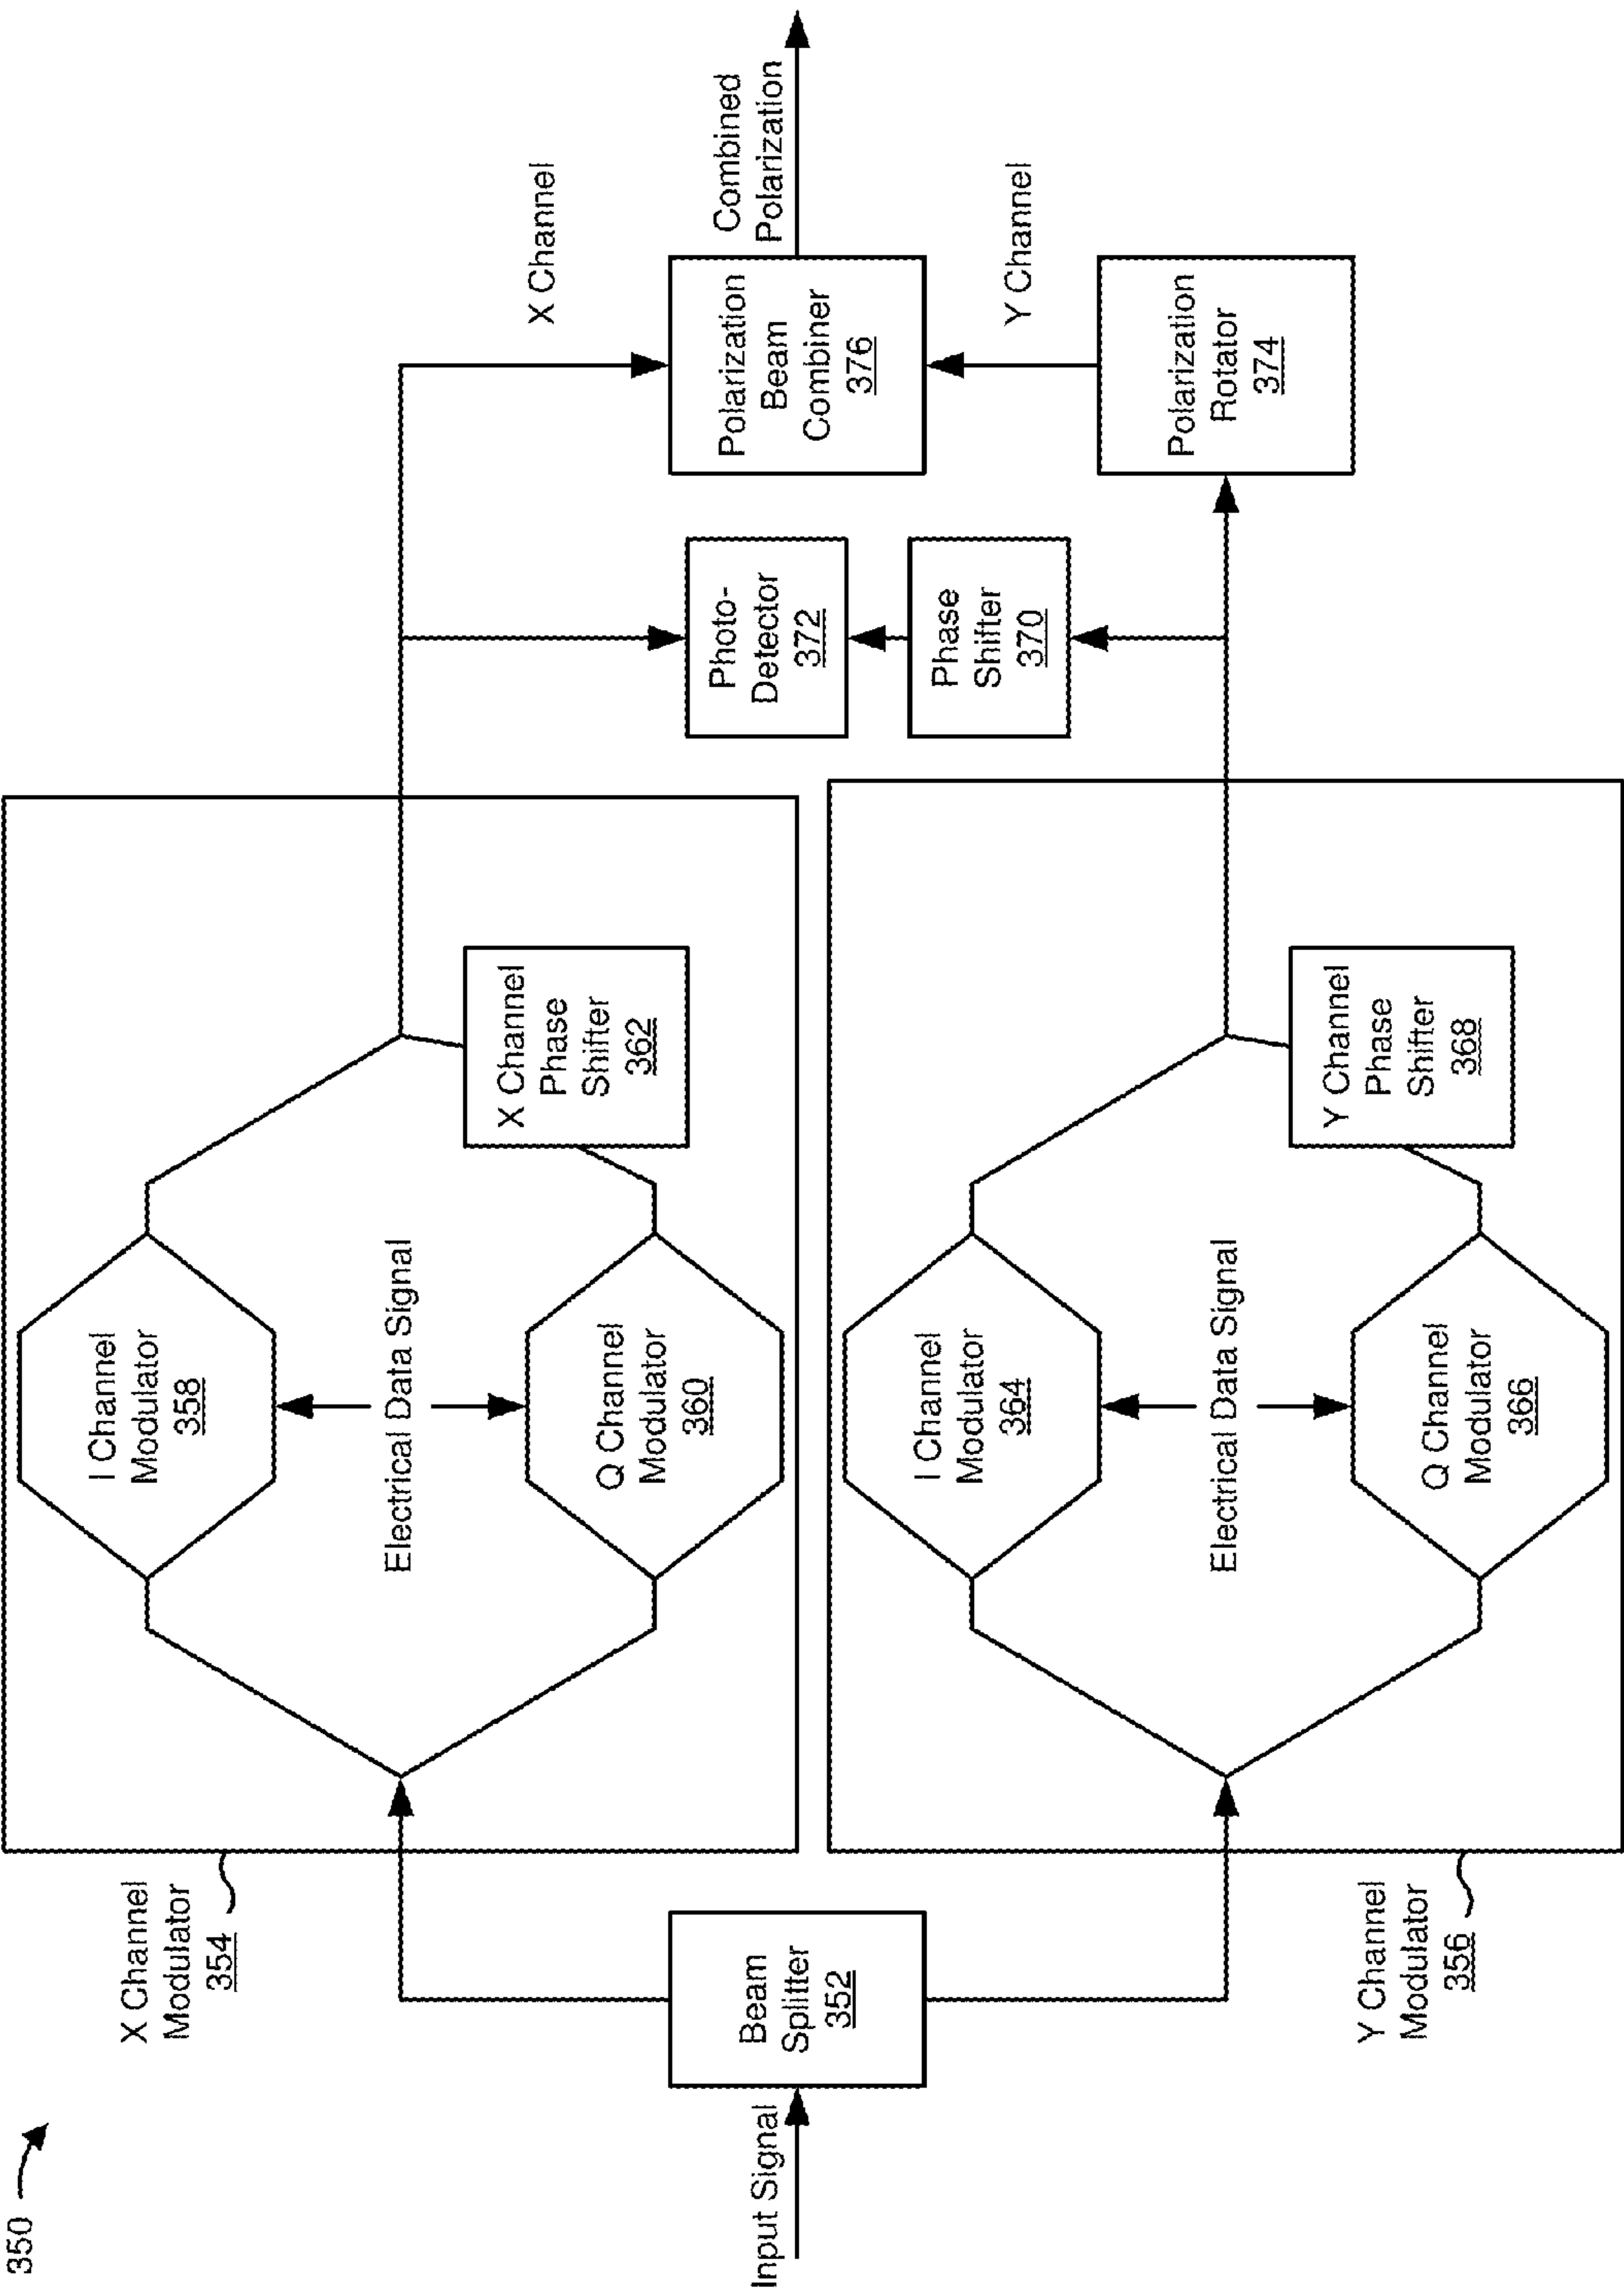 350
X Channel
Modulator
354
I Channel
Modulator
358
Electrical Data Signal
Q Channel
Modulator
360
X Channel
Phase
Shifter
362
X Channel
Input Signal
Beam
Splitter
352
Photo-
Detector
372
Phase
Shifter
370
Polarization
Beam
Combiner
376
Combined
Polarization
Y Channel
Y Channel
Modulator
356
I Channel
Modulator
364
Electrical Data Signal
Q Channel
Modulator
366
Y Channel
Phase
Shifter
368
Polarization
Rotator
374